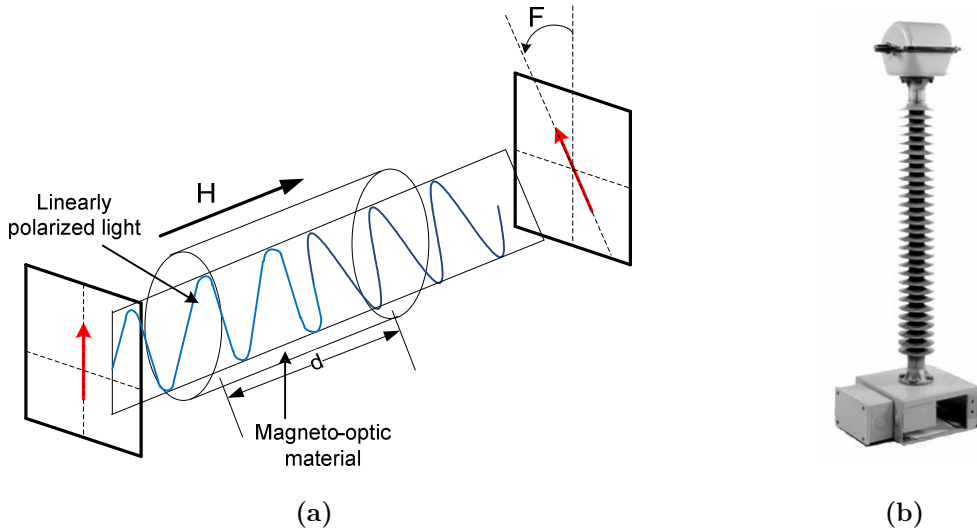 F
H
Linearly
polarized light
d
Magneto-optic
material
(a)
(b)